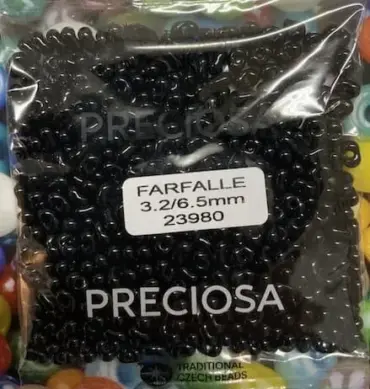 PRECIOSA
FARFALLE
3.2/6.5mm
23980
PRECIOSA
TRADITIONAL
CZECH BEADS